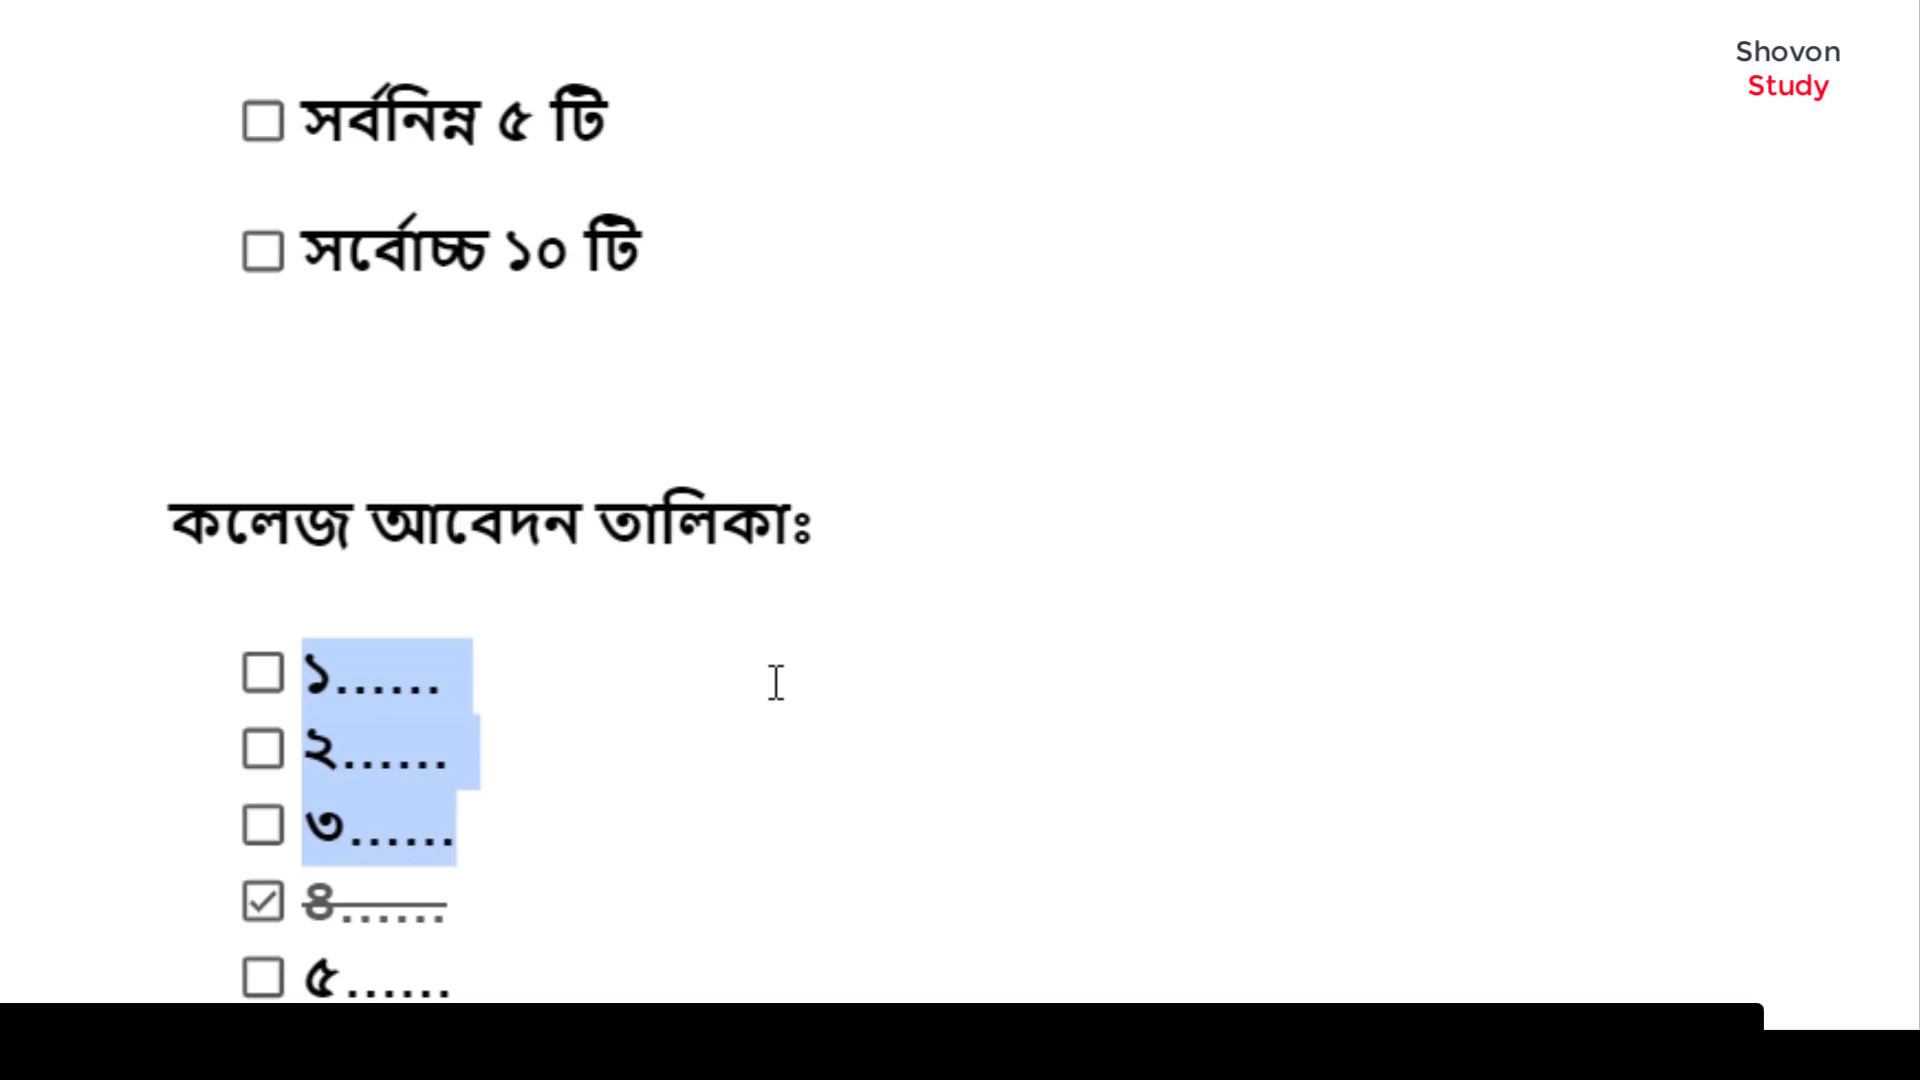 Shovon
Study
সর্বনিম্ন ৫ টি
সর্বোচ্চ ১০ টি
কলেজ আবেদন তালিকাঃ
১......
২......
৩......
৪......
৫......